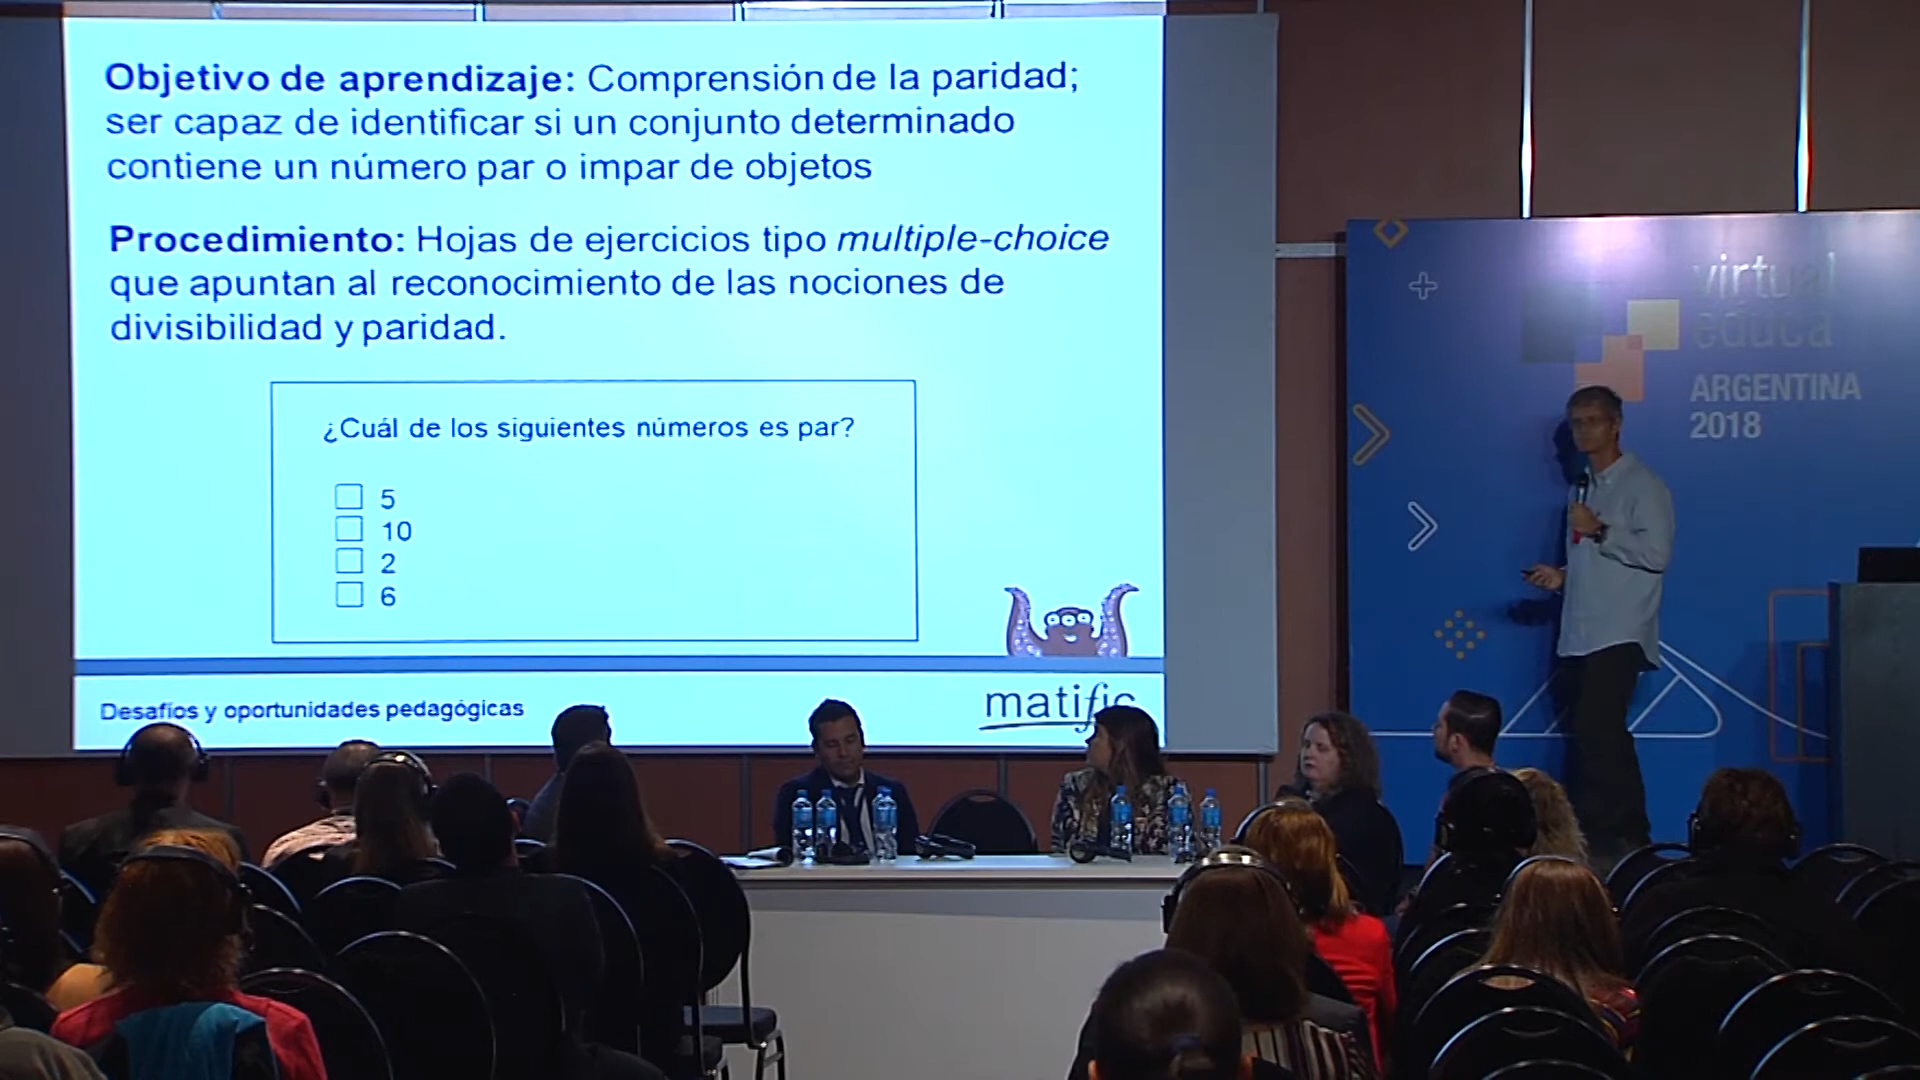 Objetivo de aprendizaje: Comprensión de la paridad;
ser capaz de identificar si un conjunto determinado
contiene un número par o impar de objetos
Procedimiento: Hojas de ejercicios tipo multiple-choice
que apuntan al reconocimiento de las nociones de
divisibilidad y paridad.
¿Cuál de los siguientes números es par?
5
10
2
6
Desafíos y oportunidades pedagógicas
matific
virtual
educa
ARGENTINA
2018